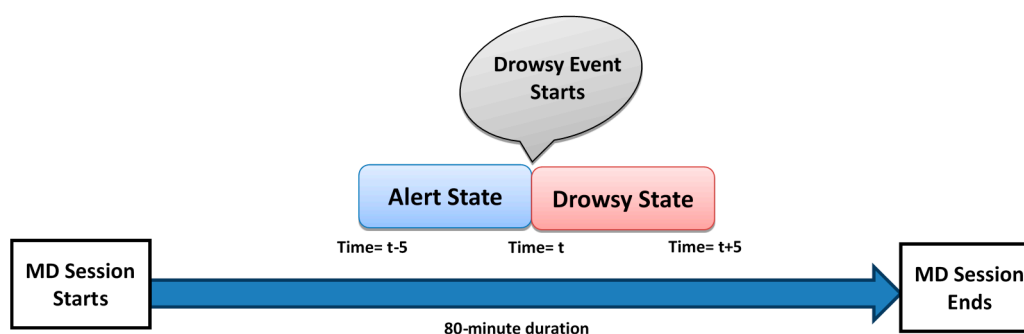 Drowsy Event
Starts
Alert State
Drowsy State
Time= t-5
Time= t
Time= t+5
MD Session
Starts
MD Session
Ends
80-minute duration